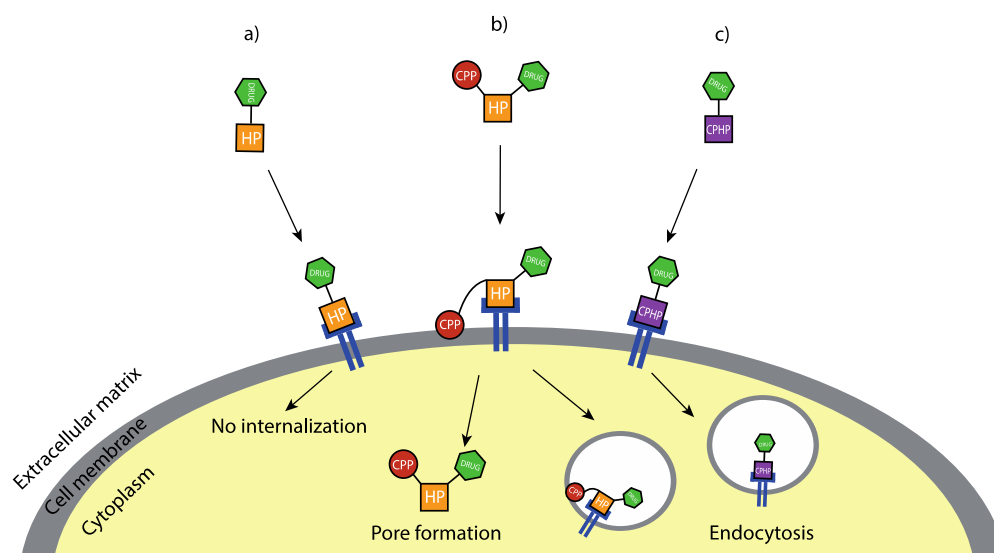 a)
b)
c)
DRUG
HP
CPP
DRUG
HP
DRUG
CPHP
DRUG
HP
CPP
HP
DRUG
DRUG
CPHP
Extracellular matrix
Cell membrane
Cytoplasm
No internalization
CPP
DRUG
HP
Pore formation
CPP
HP
DRUG
DRUG
CPHP
Endocytosis